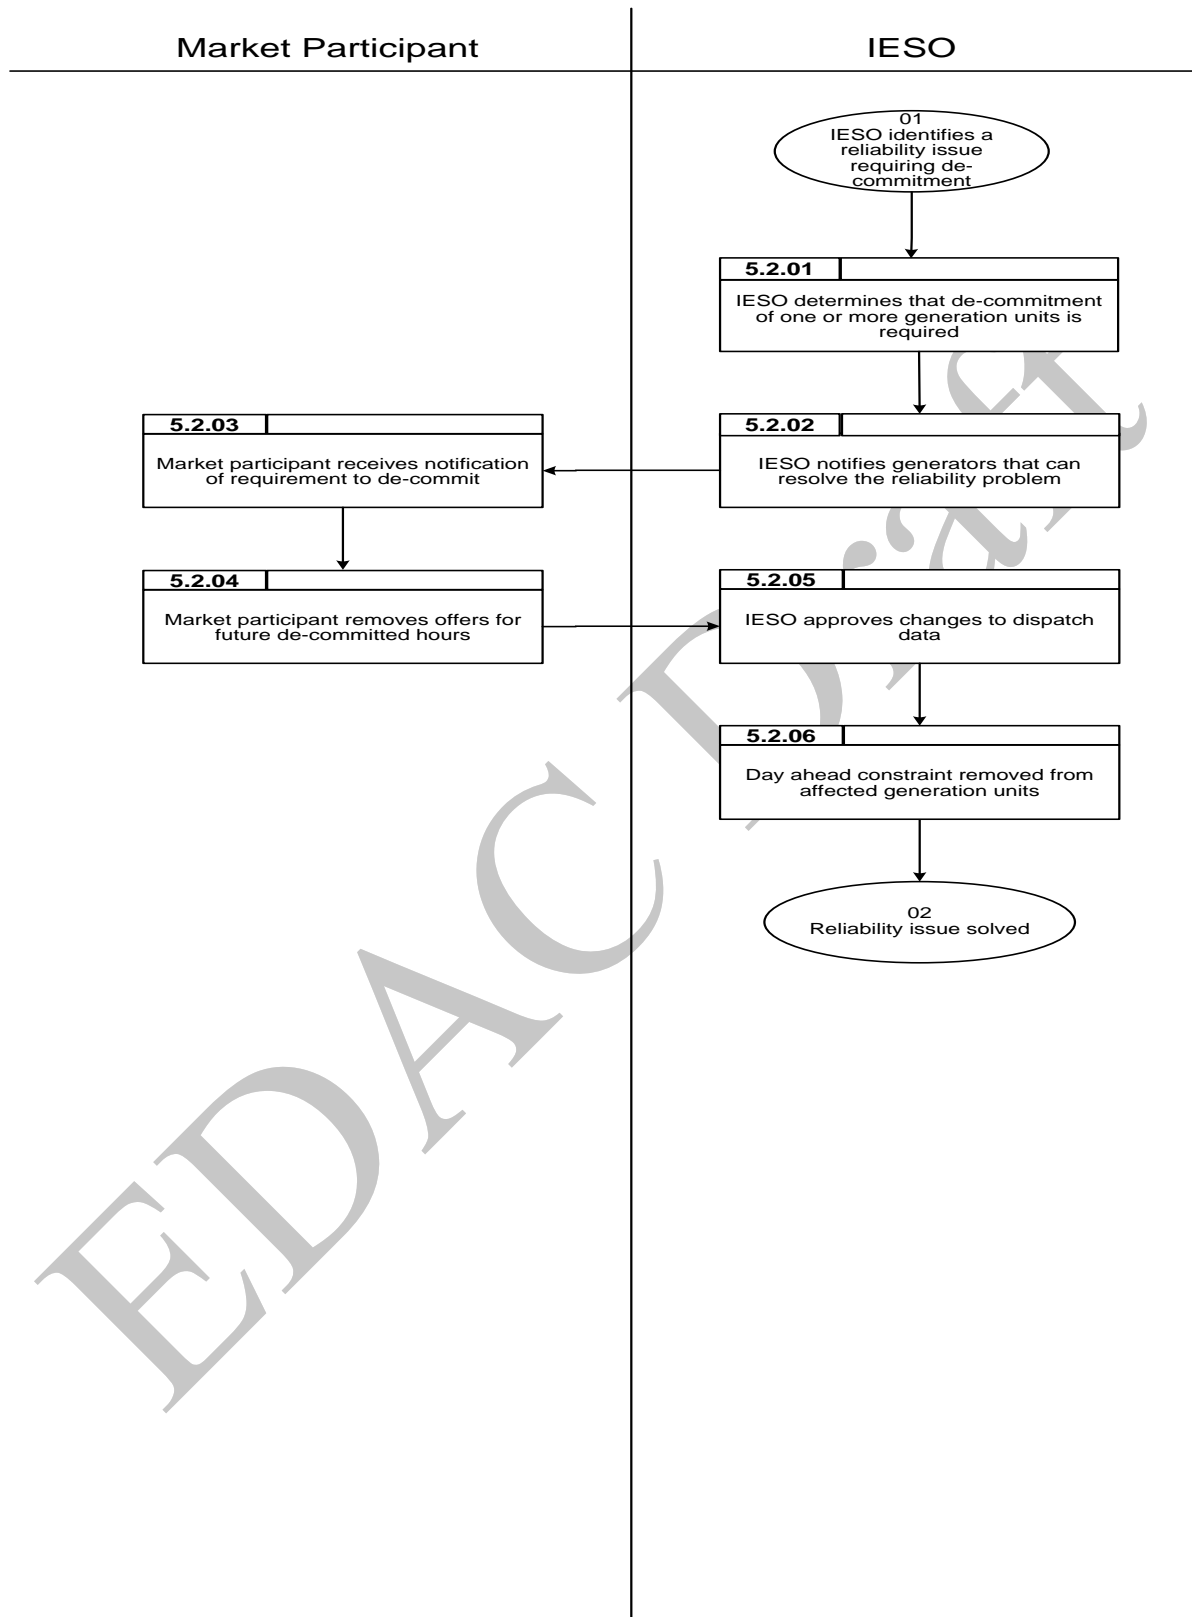 Market Participant
IESO
01
IESO identifies a
reliability issue
requiring de-
commitment
5.2.01
IESO determines that de-commitment
of one or more generation units is
required
5.2.02
IESO notifies generators that can
resolve the reliability problem
5.2.03
Market participant receives notification
of requirement to de-commit
5.2.04
Market participant removes offers for
future de-committed hours
5.2.05
IESO approves changes to dispatch
data
5.2.06
Day ahead constraint removed from
affected generation units
02
Reliability issue solved
EDAC Draft